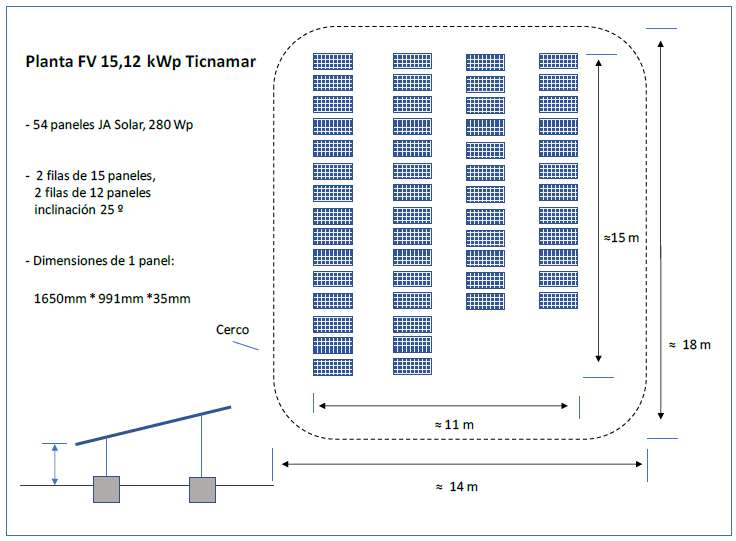 Planta FV 15,12 kWp Ticnamar
- 54 paneles JA Solar, 280 Wp
- 2 filas de 15 paneles,
2 filas de 12 paneles
inclinación 25 º
- Dimensiones de 1 panel:
1650mm * 991mm *35mm
Cerco
≈15 m
≈ 18 m
≈ 11 m
≈ 14 m